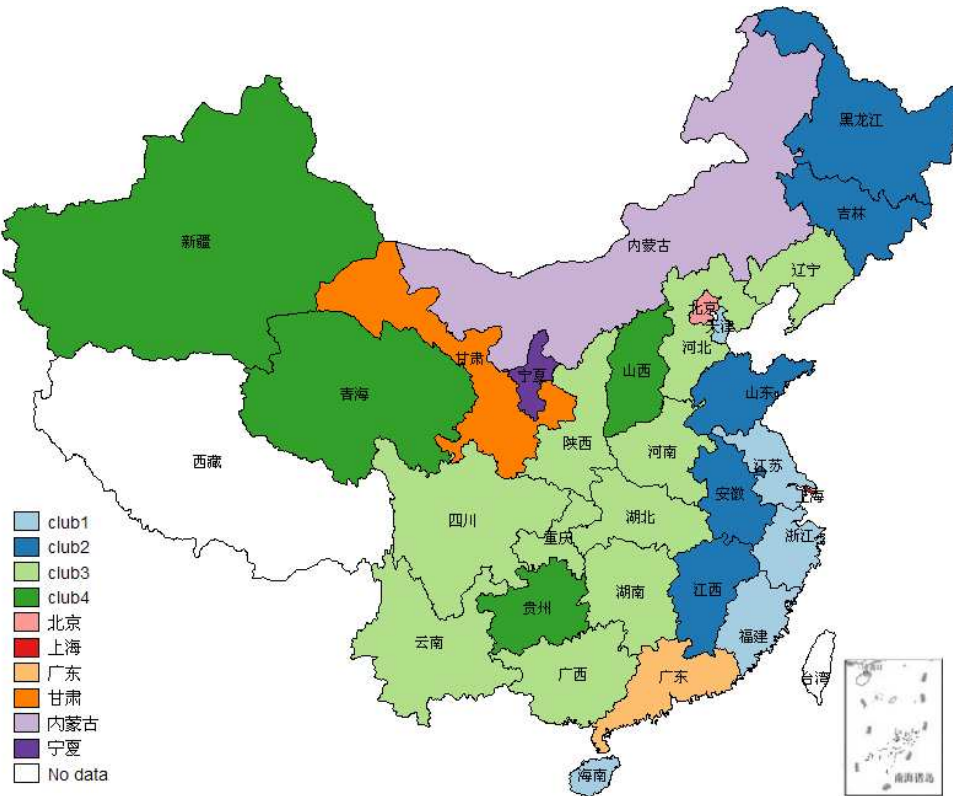 黑龙江
吉林
新疆
内蒙古
辽宁
北京
天津
甘肃
宁夏
河北
山西
青海
山东
陕西
河南
江苏
西藏
安徽
上海
四川
湖北
重庆
浙江
贵州
湖南
江西
云南
福建
广西
广东
台湾
海南
南海诸岛
club1
club2
club3
club4
北京
上海
广东
甘肃
内蒙古
宁夏
No data